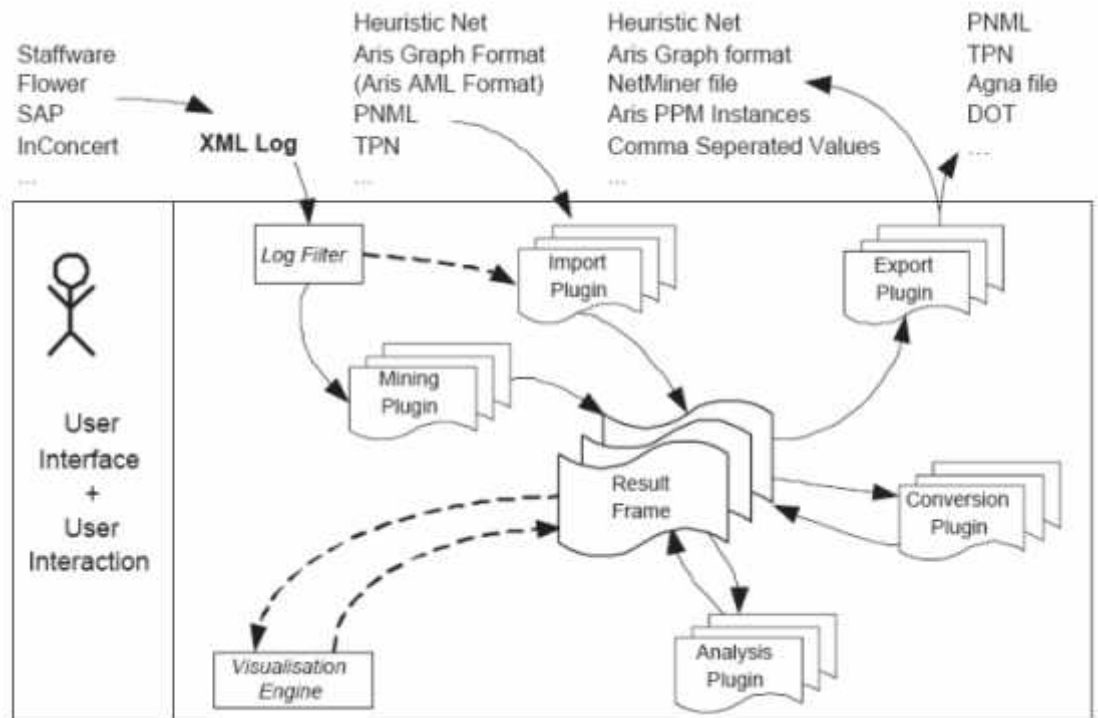 Staffware
Flower
SAP
InConcert
...
XML Log
Heuristic Net
Aris Graph Format
(Aris AML Format)
PNML
TPN
...
Heuristic Net
Aris Graph format
NetMiner file
Aris PPM Instances
Comma Seperated Values
...
PNML
TPN
Agna file
DOT
...
Log Filter
Import
Plugin
Export
Plugin
Mining
Plugin
User
Interface
+
User
Interaction
Result
Frame
Conversion
Plugin
Visualisation
Engine
Analysis
Plugin